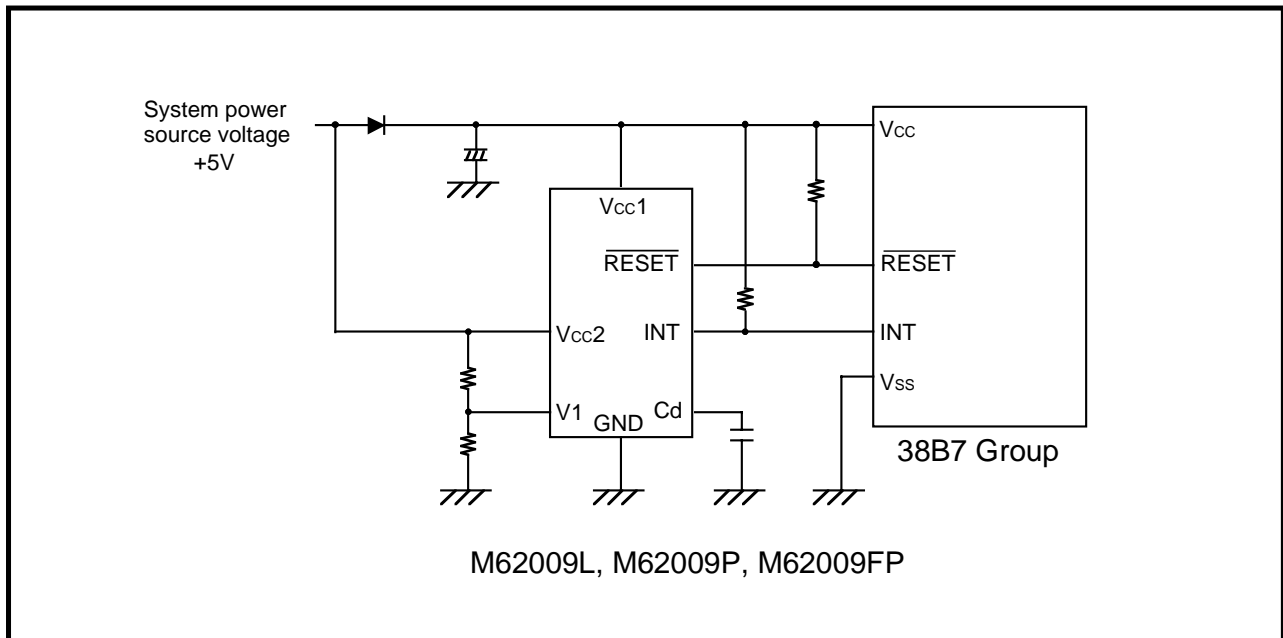 System power
source voltage
+5V
VCC
VCC1
RESET
RESET
VCC2
INT
INT
VSS
V1
Cd
GND
38B7 Group
M62009L, M62009P, M62009FP